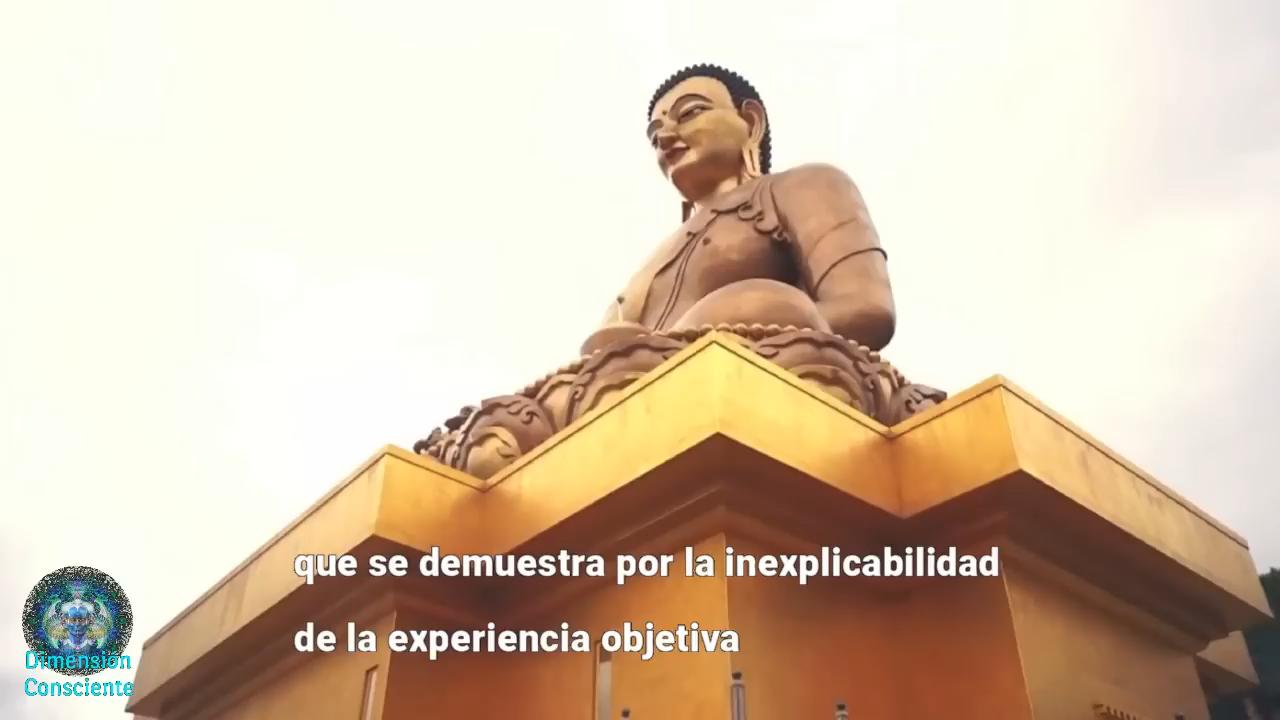 que se demuestra por la inexplicabilidad
de la experiencia objetiva
Dimensión
Consciente